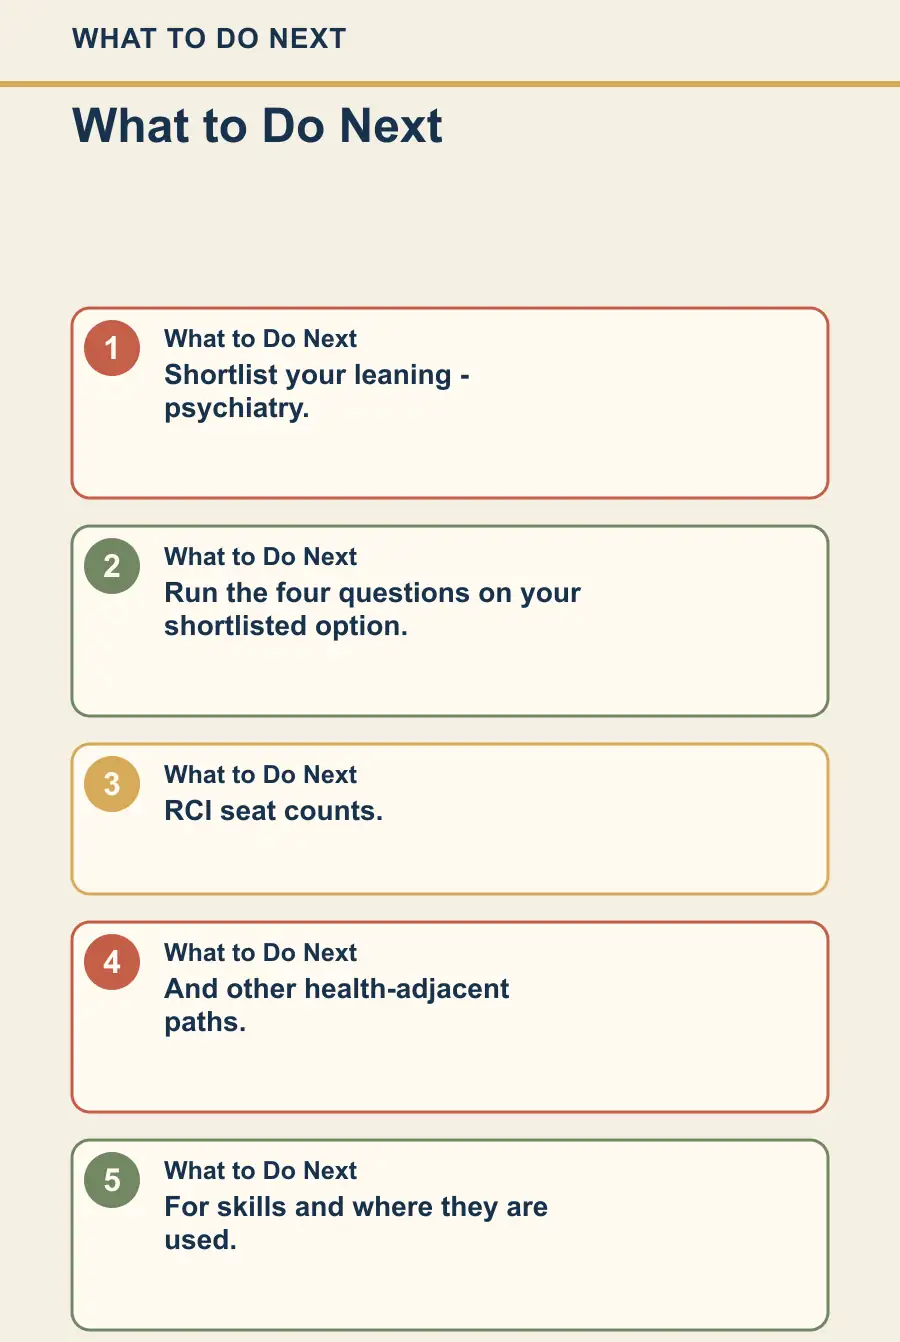 WHAT TO DO NEXT
What to Do Next
1
What to Do Next
Shortlist your leaning -
psychiatry.
2
What to Do Next
Run the four questions on your
shortlisted option.
3
What to Do Next
RCI seat counts.
4
What to Do Next
And other health-adjacent
paths.
5
What to Do Next
For skills and where they are
used.